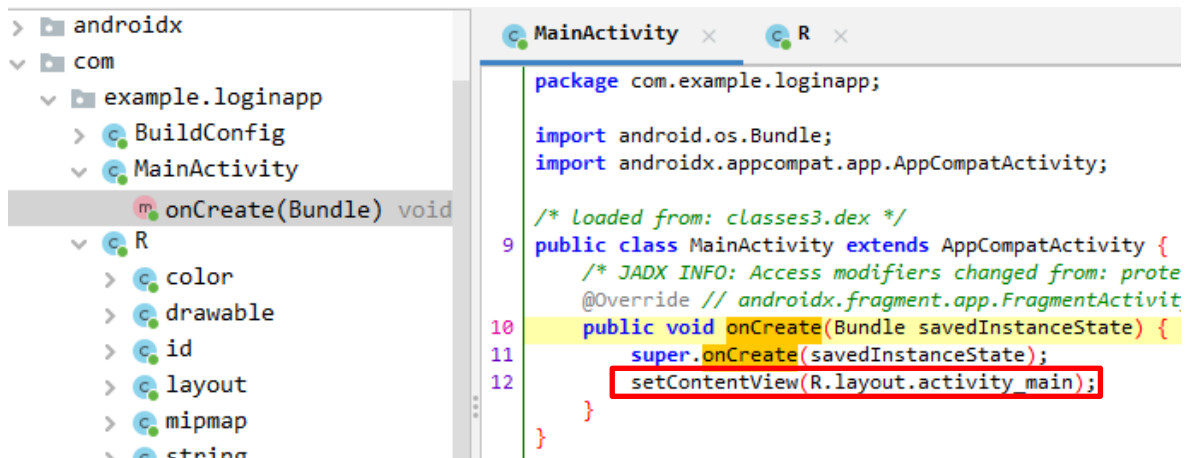 androidx
com
example.loginapp
BuildConfig
MainActivity
onCreate(Bundle) void
R
color
drawable
id
layout
mipmap
string
MainActivity
R
package com.example.loginapp;
import android.os.Bundle;
import androidx.appcompat.app.AppCompatActivity;
/* loaded from: classes3.dex */
9 public class MainActivity extends AppCompatActivity {
/* JADX INFO: Access modifiers changed from: prote
@Override // androidx.fragment.app.FragmentActivit
10 public void onCreate(Bundle savedInstanceState) {
11 super.onCreate(savedInstanceState);
12 setContentView(R.layout.activity_main);
}
}